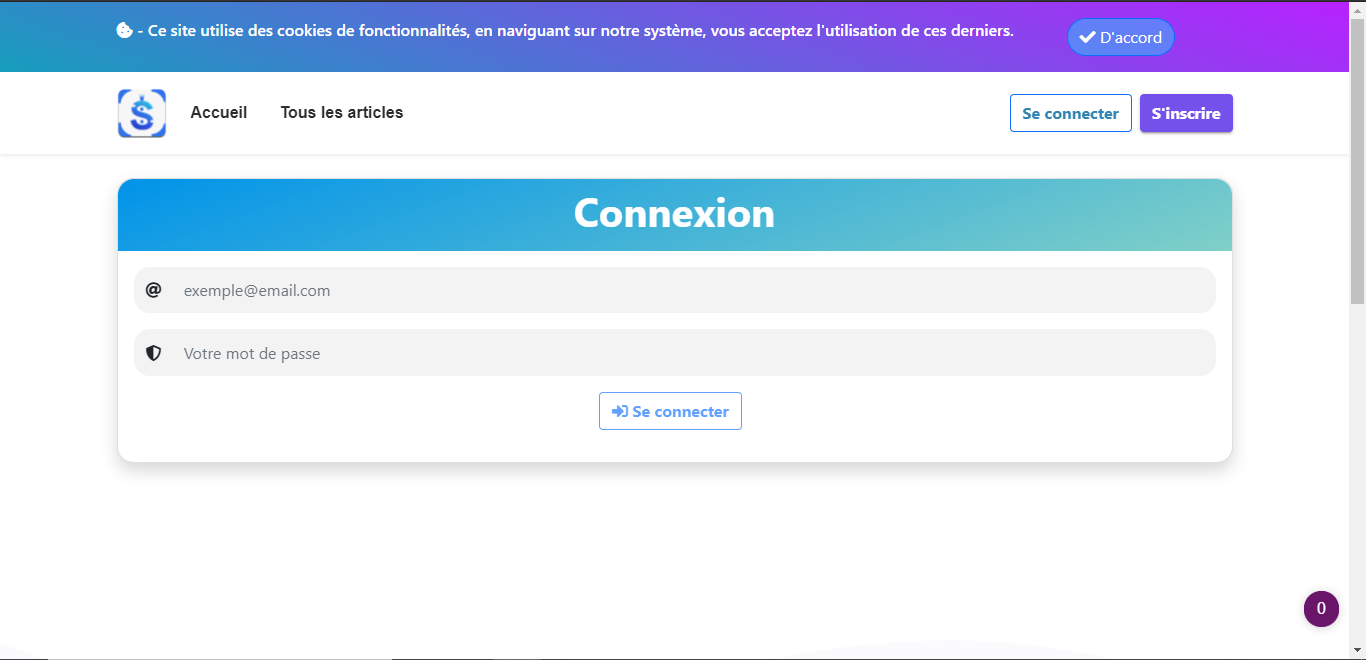 - Ce site utilise des cookies de fonctionnalités, en naviguant sur notre système, vous acceptez l'utilisation de ces derniers.
D'accord
Accueil
Tous les articles
Se connecter
S'inscrire
Connexion
exemple@email.com
Votre mot de passe
Se connecter
0